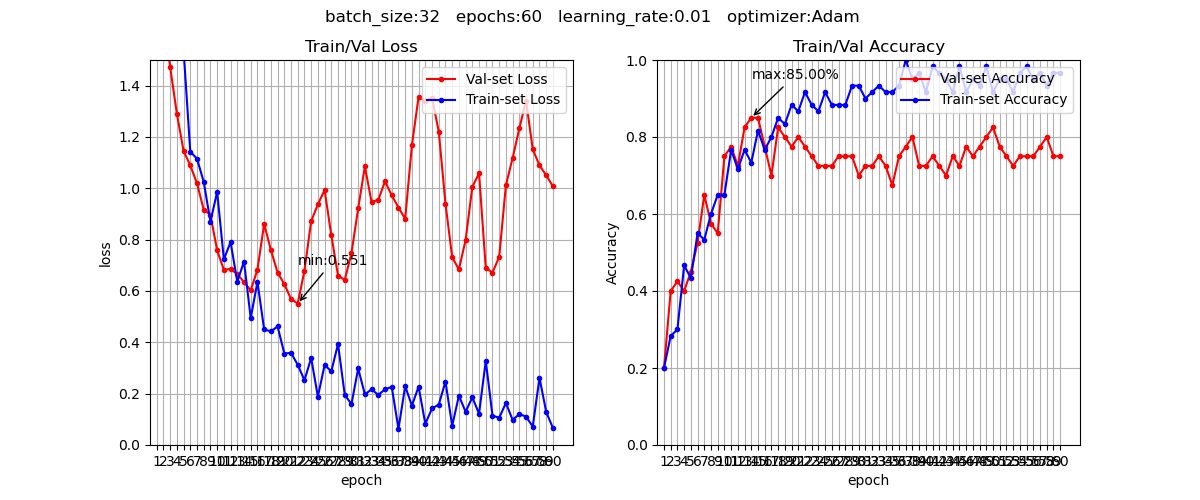 batch_size:32 epochs:60 learning_rate:0.01 optimizer:Adam
Train/Val Loss
Train/Val Accuracy
Val-set Loss
Train-set Loss
max:85.00%
Val-set Accuracy
Train-set Accuracy
1.4
1.2
1.0
0.8
0.6
0.4
0.2
0.0
loss
min:0.551
epoch
1.0
0.8
0.6
0.4
0.2
0.0
Accuracy
epoch